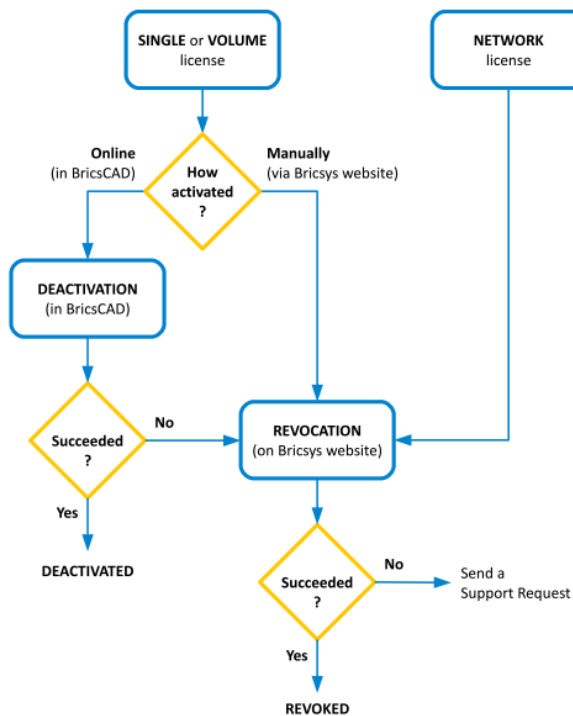 SINGLE or VOLUME
license
NETWORK
license
Online
(in BricsCAD)
Manually
(via Bricsys website)
How
activated
?
DEACTIVATION
(in BricsCAD)
Succeeded
?
No
REVOCATION
(on Bricsys website)
Yes
DEACTIVATED
Succeeded
?
No
Send a
Support Request
Yes
REVOKED